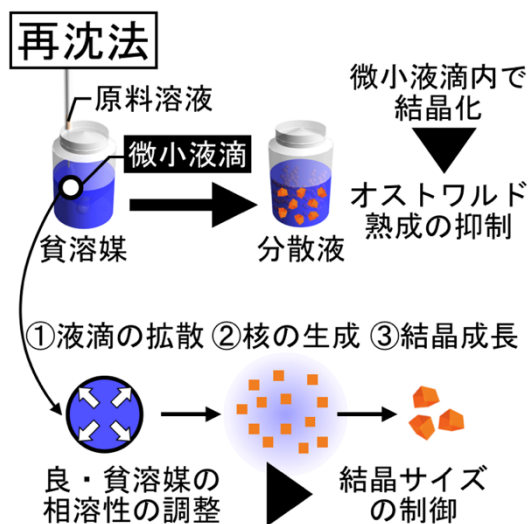 再沈法
原料溶液
微小液滴
貧溶媒
分散液
微小液滴内で
結晶化
オストワルド
熟成の抑制
①液滴の拡散
②核の生成
③結晶成長
良・貧溶媒の
相溶性の調整
結晶サイズ
の制御